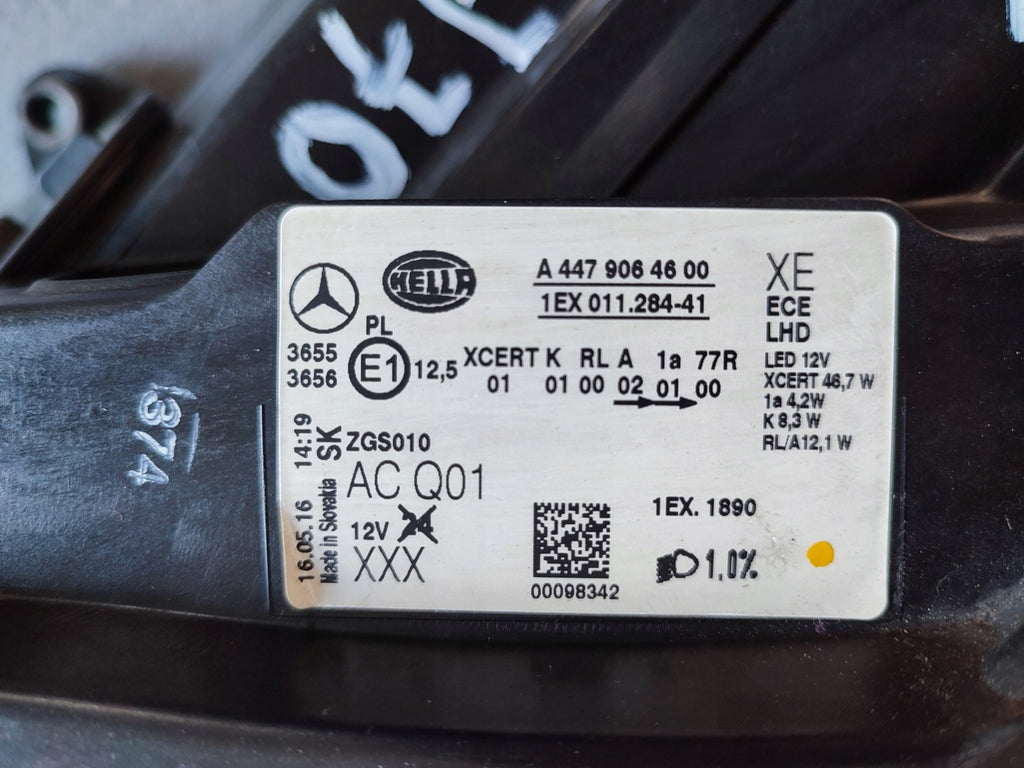 HELLA
A 447 906 46 00
1EX 011.284-41
XE
ECE
LHD
PL
3655
3656
E1
12,5
XCERT K RL A 1a 77R
01 01 00 02 01 00
LED 12V
XCERT 46,7 W
1a 4,2W
K 8,3 W
RL/A12,1 W
16.05.16 14:19
Made in Slovakia SK
ZGS010
AC Q01
12V 24
XXX
1EX. 1890
1,0%
00098342
1374